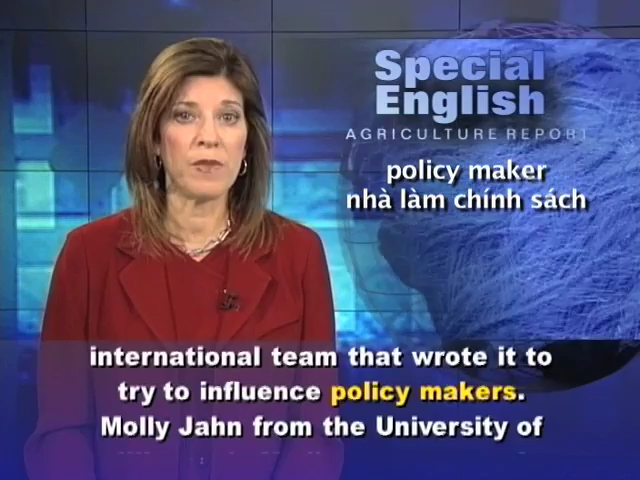 Special
English
AGRICULTURE REPORT
policy maker
nhà làm chính sách
international team that wrote it to
try to influence policy makers.
Molly Jahn from the University of